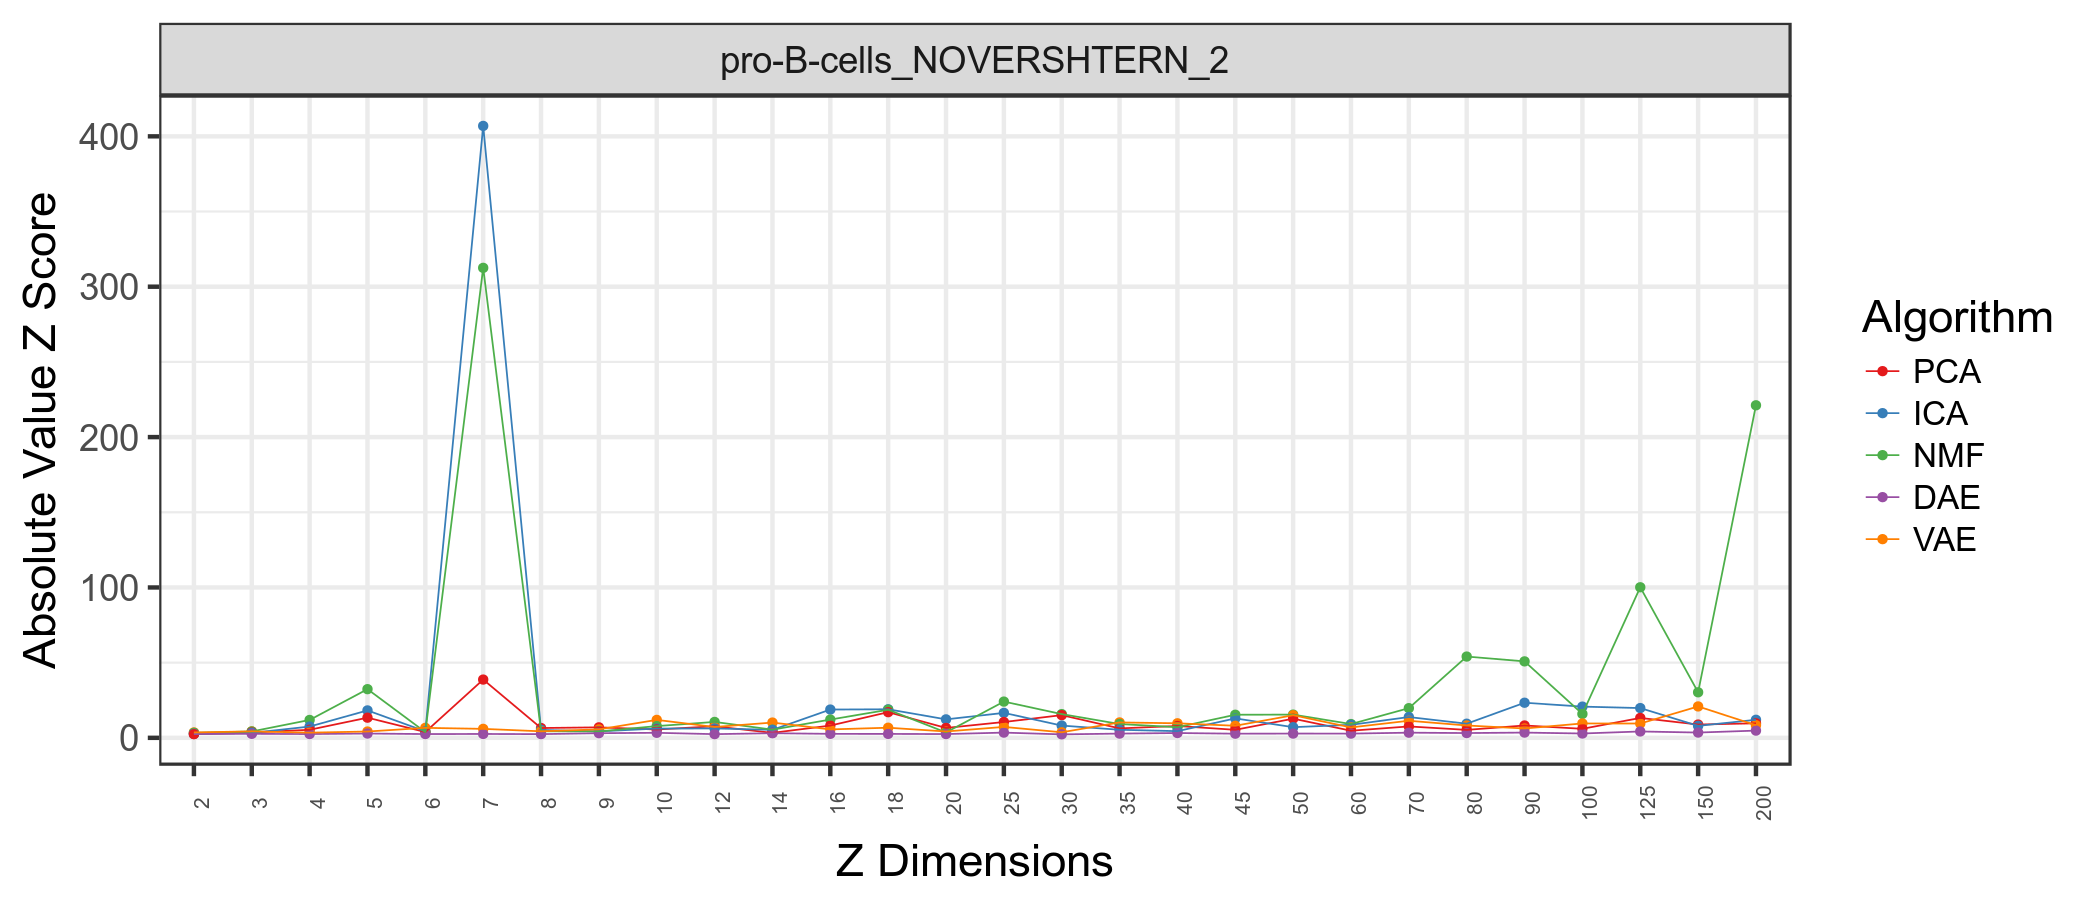 pro-B-cells_NOVERSHTERN_2
Absolute Value Z Score
400
300
200
100
0
2 3 4 5 6 7 8 9 10 12 14 16 18 20 25 30 35 40 45 50 60 70 80 90 100 125 150 200
Z Dimensions
Algorithm
PCA
ICA
NMF
DAE
VAE